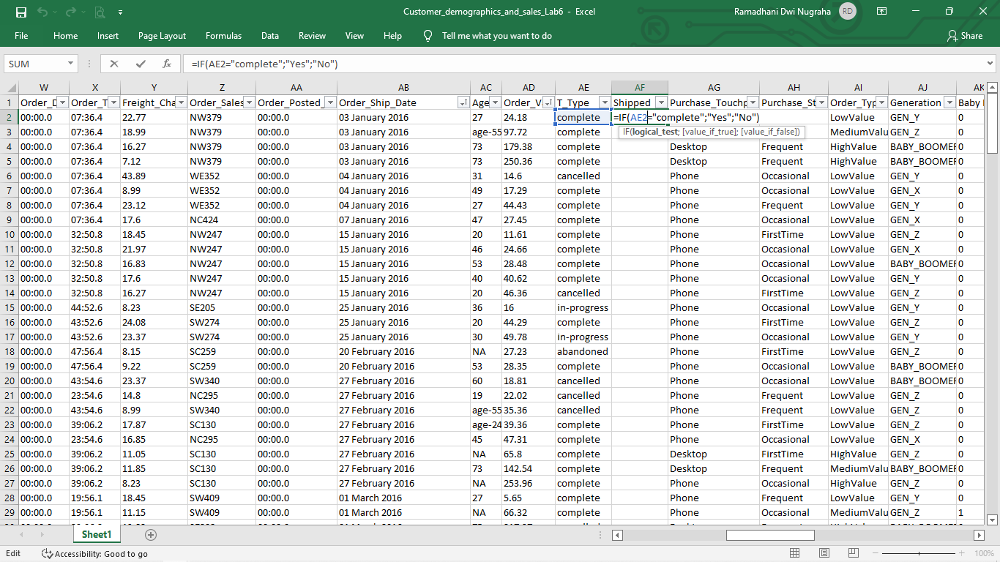 Customer_demographics_and_sales_Lab6 - Excel
Ramadhani Dwi Nugraha RD
File Home Insert Page Layout Formulas Data Review View Help Tell me what you want to do Share
SUM fx =IF(AE2="complete";"Yes";"No")
W X Y Z AA AB AC AD AE AF AG AH AI AJ AK
1 Order_D Order_T Freight_Cha Order_Sales Order_Posted_ Order_Ship_Date Age Order_V T_Type Shipped Purchase_Touchp Purchase_St Order_Typ Generation Baby
2 00:00.0 07:36.4 22.77 NW379 00:00.0 03 January 2016 27 24.18 complete =IF(AE2="complete";"Yes";"No") LowValue GEN_Y 0
3 00:00.0 07:36.4 18.99 NW379 00:00.0 03 January 2016 age-55 97.72 complete MediumValu GEN_Z 0
IF(logical_test; [value_if_true]; [value_if_false])
4 00:00.0 07:36.4 16.27 NW379 00:00.0 03 January 2016 73 179.38 complete Desktop Frequent HighValue BABY_BOOMER 0
5 00:00.0 07:36.4 7.12 NW379 00:00.0 03 January 2016 73 250.36 complete Desktop Frequent HighValue BABY_BOOMER 0
6 00:00.0 07:36.4 43.89 WE352 00:00.0 04 January 2016 31 14.6 cancelled Phone Occasional LowValue GEN_Y 0
7 00:00.0 07:36.4 8.99 WE352 00:00.0 04 January 2016 49 17.29 complete Phone Occasional LowValue GEN_X 0
8 00:00.0 07:36.4 23.12 WE352 00:00.0 04 January 2016 27 44.43 complete Phone Frequent LowValue GEN_Y 0
9 00:00.0 07:36.4 17.6 NC424 00:00.0 07 January 2016 47 27.45 complete Phone Occasional LowValue GEN_X 0
10 00:00.0 32:50.8 18.45 NW247 00:00.0 15 January 2016 20 11.61 complete Phone FirstTime LowValue GEN_Z 0
11 00:00.0 32:50.8 21.97 NW247 00:00.0 15 January 2016 46 24.66 complete Phone Occasional LowValue GEN_X 0
12 00:00.0 32:50.8 16.83 NW247 00:00.0 15 January 2016 53 28.48 complete Phone Occasional LowValue BABY_BOOMER 0
13 00:00.0 32:50.8 17.6 NW247 00:00.0 15 January 2016 40 40.62 complete Phone Occasional LowValue GEN_Y 0
14 00:00.0 32:50.8 16.27 NW247 00:00.0 15 January 2016 20 46.36 cancelled Phone FirstTime LowValue GEN_Z 0
15 00:00.0 44:52.6 8.23 SE205 00:00.0 25 January 2016 36 16 in-progress Phone Occasional LowValue GEN_Y 0
16 00:00.0 43:52.6 24.08 SW274 00:00.0 25 January 2016 20 44.29 complete Phone FirstTime LowValue GEN_Z 0
17 00:00.0 43:52.6 23.37 SW274 00:00.0 25 January 2016 30 49.78 in-progress Phone Occasional LowValue GEN_Y 0
18 00:00.0 47:56.4 8.15 SC259 00:00.0 20 February 2016 NA 27.23 abandoned Phone FirstTime LowValue GEN_Z 0
19 00:00.0 47:56.4 9.22 SC259 00:00.0 20 February 2016 53 28.35 complete Phone Occasional LowValue BABY_BOOMER 0
20 00:00.0 43:54.6 23.37 SW340 00:00.0 27 February 2016 60 18.81 cancelled Phone Occasional LowValue BABY_BOOMER 0
21 00:00.0 23:54.6 14.8 NC295 00:00.0 27 February 2016 19 22.02 cancelled Phone Frequent LowValue GEN_Z 0
22 00:00.0 43:54.6 8.99 SW340 00:00.0 27 February 2016 age-55 35.36 cancelled Phone Frequent LowValue GEN_Z 0
23 00:00.0 39:06.2 17.87 SC130 00:00.0 27 February 2016 age-24 39.36 complete Phone FirstTime LowValue GEN_Z 0
24 00:00.0 23:54.6 16.85 NC295 00:00.0 27 February 2016 45 47.31 complete Phone Occasional LowValue GEN_X 0
25 00:00.0 39:06.2 11.05 SC130 00:00.0 27 February 2016 NA 65.8 complete Desktop FirstTime HighValue GEN_Z 0
26 00:00.0 39:06.2 11.85 SC130 00:00.0 27 February 2016 73 142.54 complete Desktop Frequent MediumValu BABY_BOOMER 0
27 00:00.0 39:06.2 8.23 SC130 00:00.0 27 February 2016 NA 253.96 complete Phone Occasional HighValue GEN_Z 0
28 00:00.0 19:56.1 18.45 SW409 00:00.0 01 March 2016 27 5.65 complete Phone Frequent LowValue GEN_Y 0
29 00:00.0 19:56.1 11.15 SW409 00:00.0 01 March 2016 NA 66.32 complete Phone Occasional MediumValu GEN_Z 1
Sheet1
Edit Accessibility: Good to go 100%